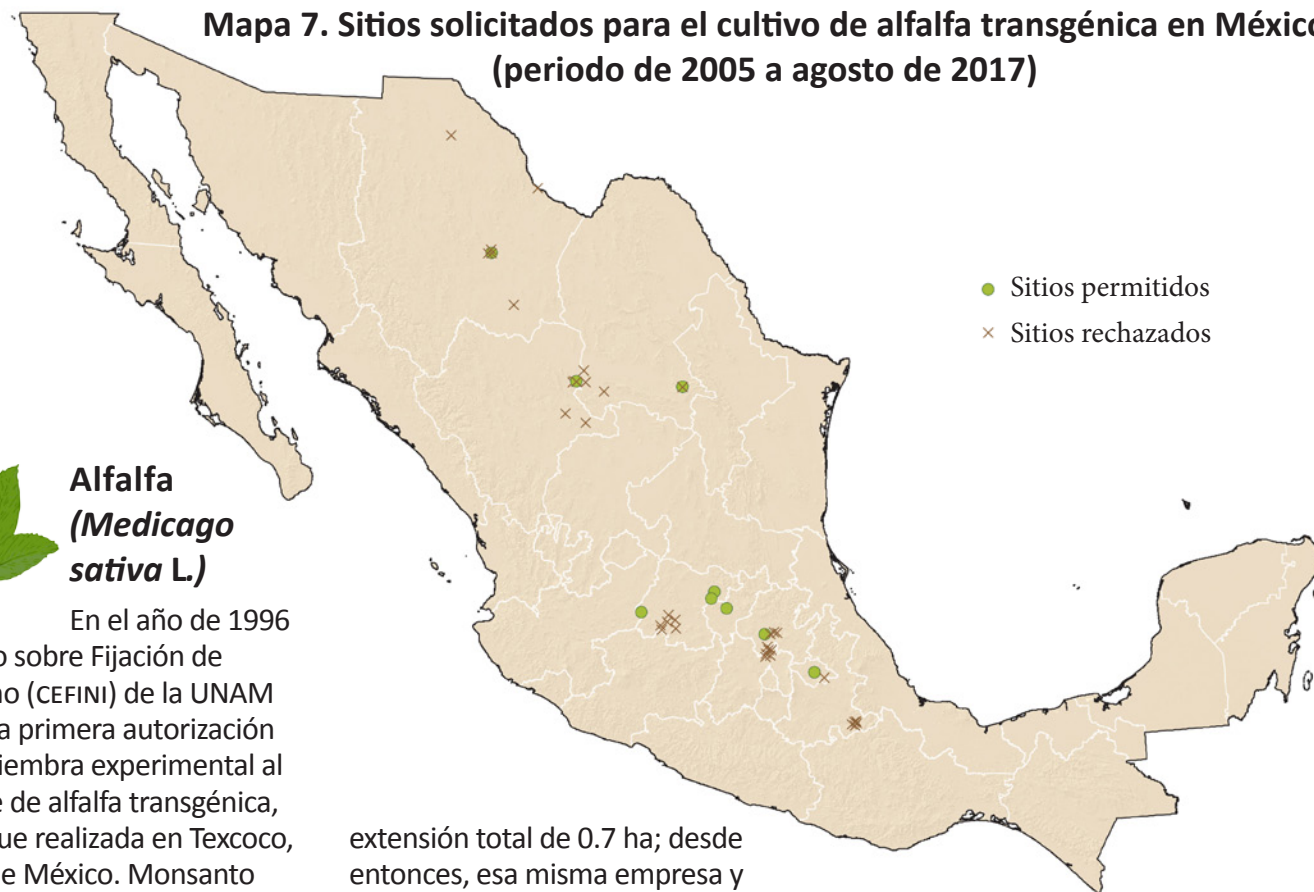 Mapa 7. Sitios solicitados para el cultivo de alfalfa transgénica en México
(periodo de 2005 a agosto de 2017)
Sitios permitidos
Sitios rechazados
Alfalfa
(Medicago
sativa L.)
En el año de 1996
sobre Fijación de
(CEFINI) de la UNAM
a primera autorización
siembra experimental al
de alfalfa transgénica,
ue realizada en Texcoco,
e México. Monsanto
extensión total de 0.7 ha; desde
entonces, esa misma empresa y